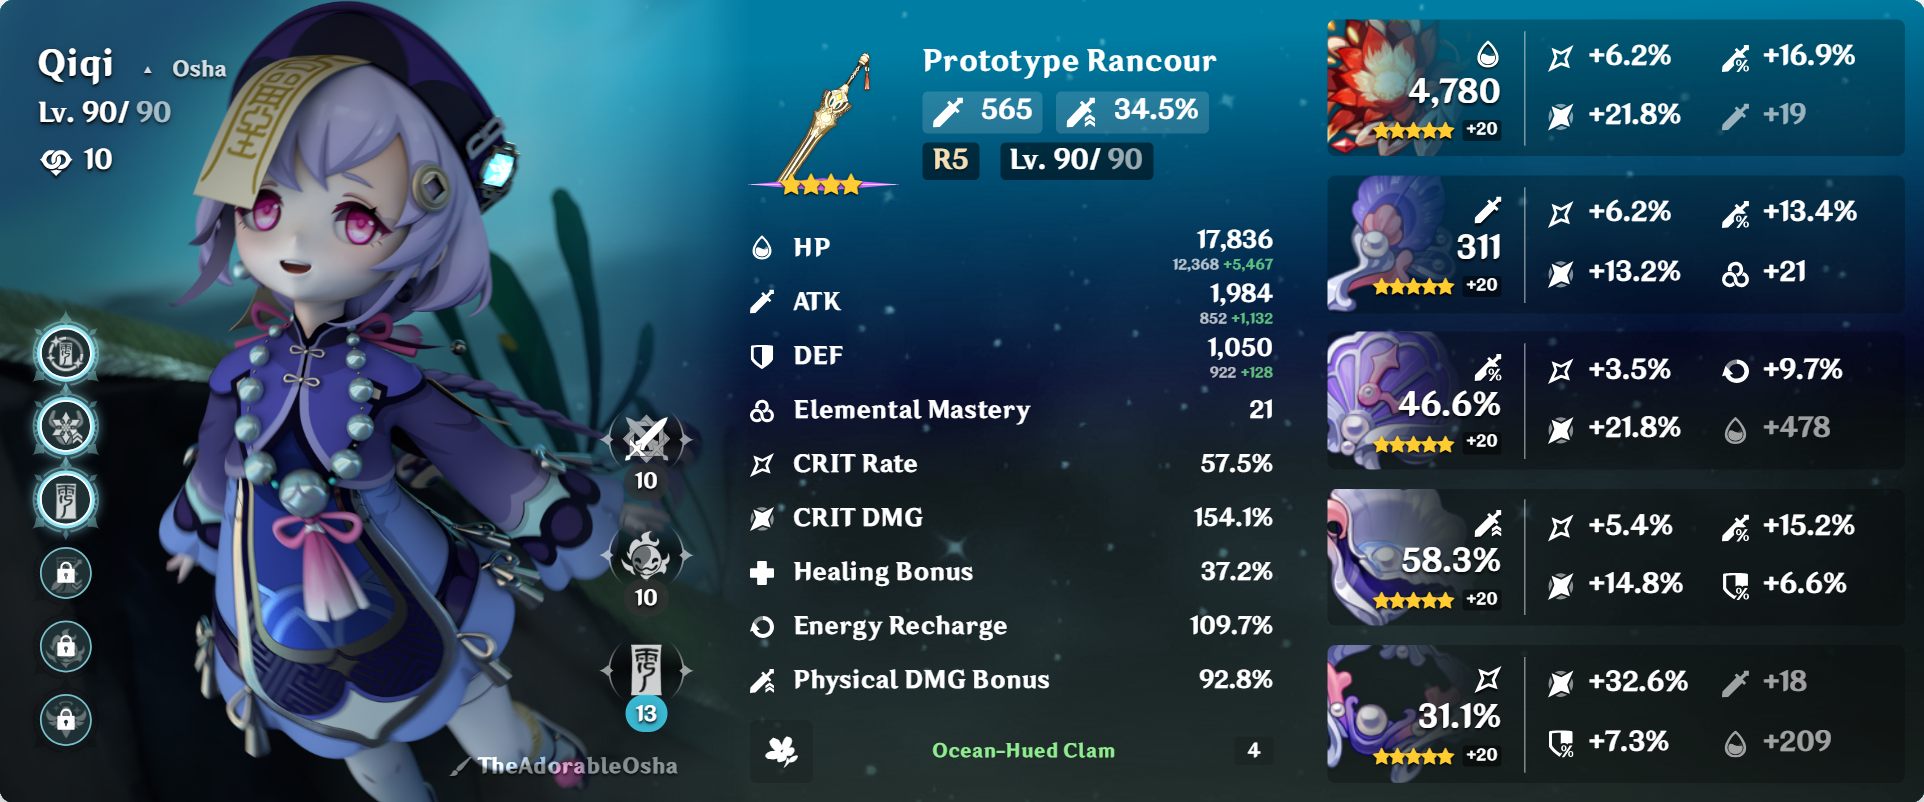 Qiqi
Osha
Lv. 90/ 90
10
10
10
13
TheAdorableOsha
Prototype Rancour
565
34.5%
R5
Lv. 90/ 90
HP
17,836
12,368 +5,467
ATK
1,984
852 +1,132
DEF
1,050
922 +128
Elemental Mastery
21
CRIT Rate
57.5%
CRIT DMG
154.1%
Healing Bonus
37.2%
Energy Recharge
109.7%
Physical DMG Bonus
92.8%
Ocean-Hued Clam
4
4,780
+20
+6.2%
+16.9%
+21.8%
+19
311
+20
+6.2%
+13.4%
+13.2%
+21
46.6%
+20
+3.5%
+9.7%
+21.8%
+478
58.3%
+20
+5.4%
+15.2%
+14.8%
+6.6%
31.1%
+20
+32.6%
+18
+7.3%
+209